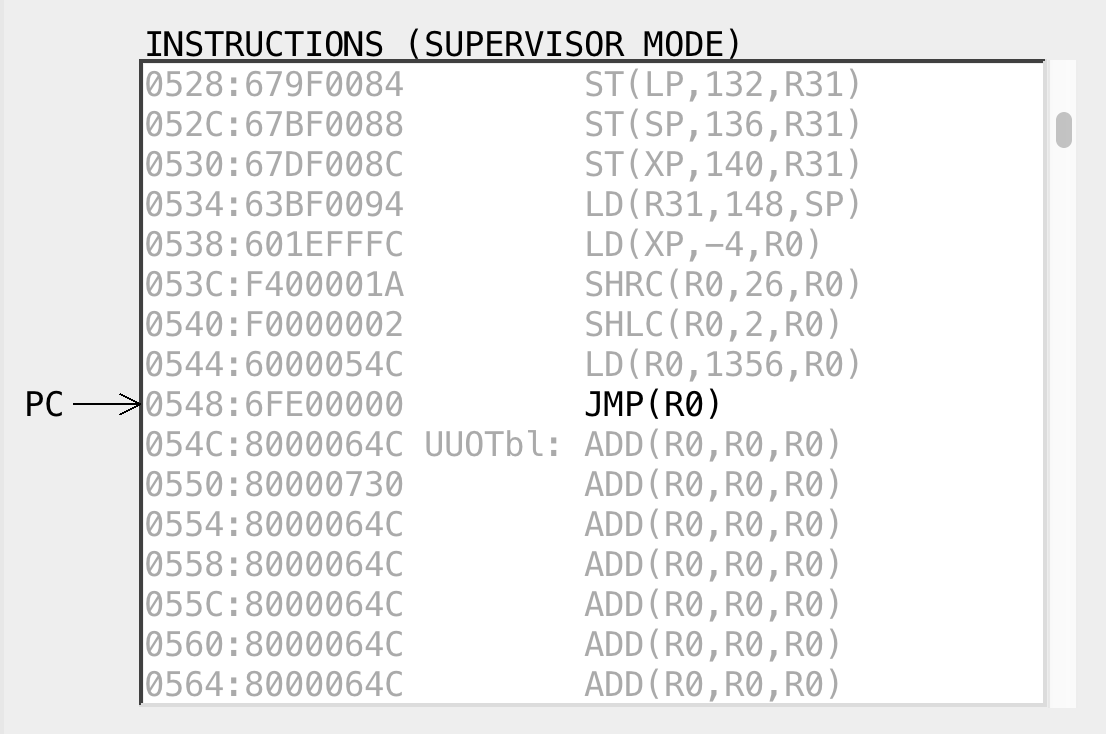 INSTRUCTIONS (SUPERVISOR MODE)
0528:679F0084 ST(LP,132,R31)
052C:67BF0088 ST(SP,136,R31)
0530:67DF008C ST(XP,140,R31)
0534:63BF0094 LD(R31,148,SP)
0538:601EFFFC LD(XP,−4,R0)
053C:F400001A SHRC(R0,26,R0)
0540:F0000002 SHLC(R0,2,R0)
0544:6000054C LD(R0,1356,R0)
PC 0548:6FE00000 JMP(R0)
054C:8000064C UUOTbl: ADD(R0,R0,R0)
0550:80000730 ADD(R0,R0,R0)
0554:8000064C ADD(R0,R0,R0)
0558:8000064C ADD(R0,R0,R0)
055C:8000064C ADD(R0,R0,R0)
0560:8000064C ADD(R0,R0,R0)
0564:8000064C ADD(R0,R0,R0)